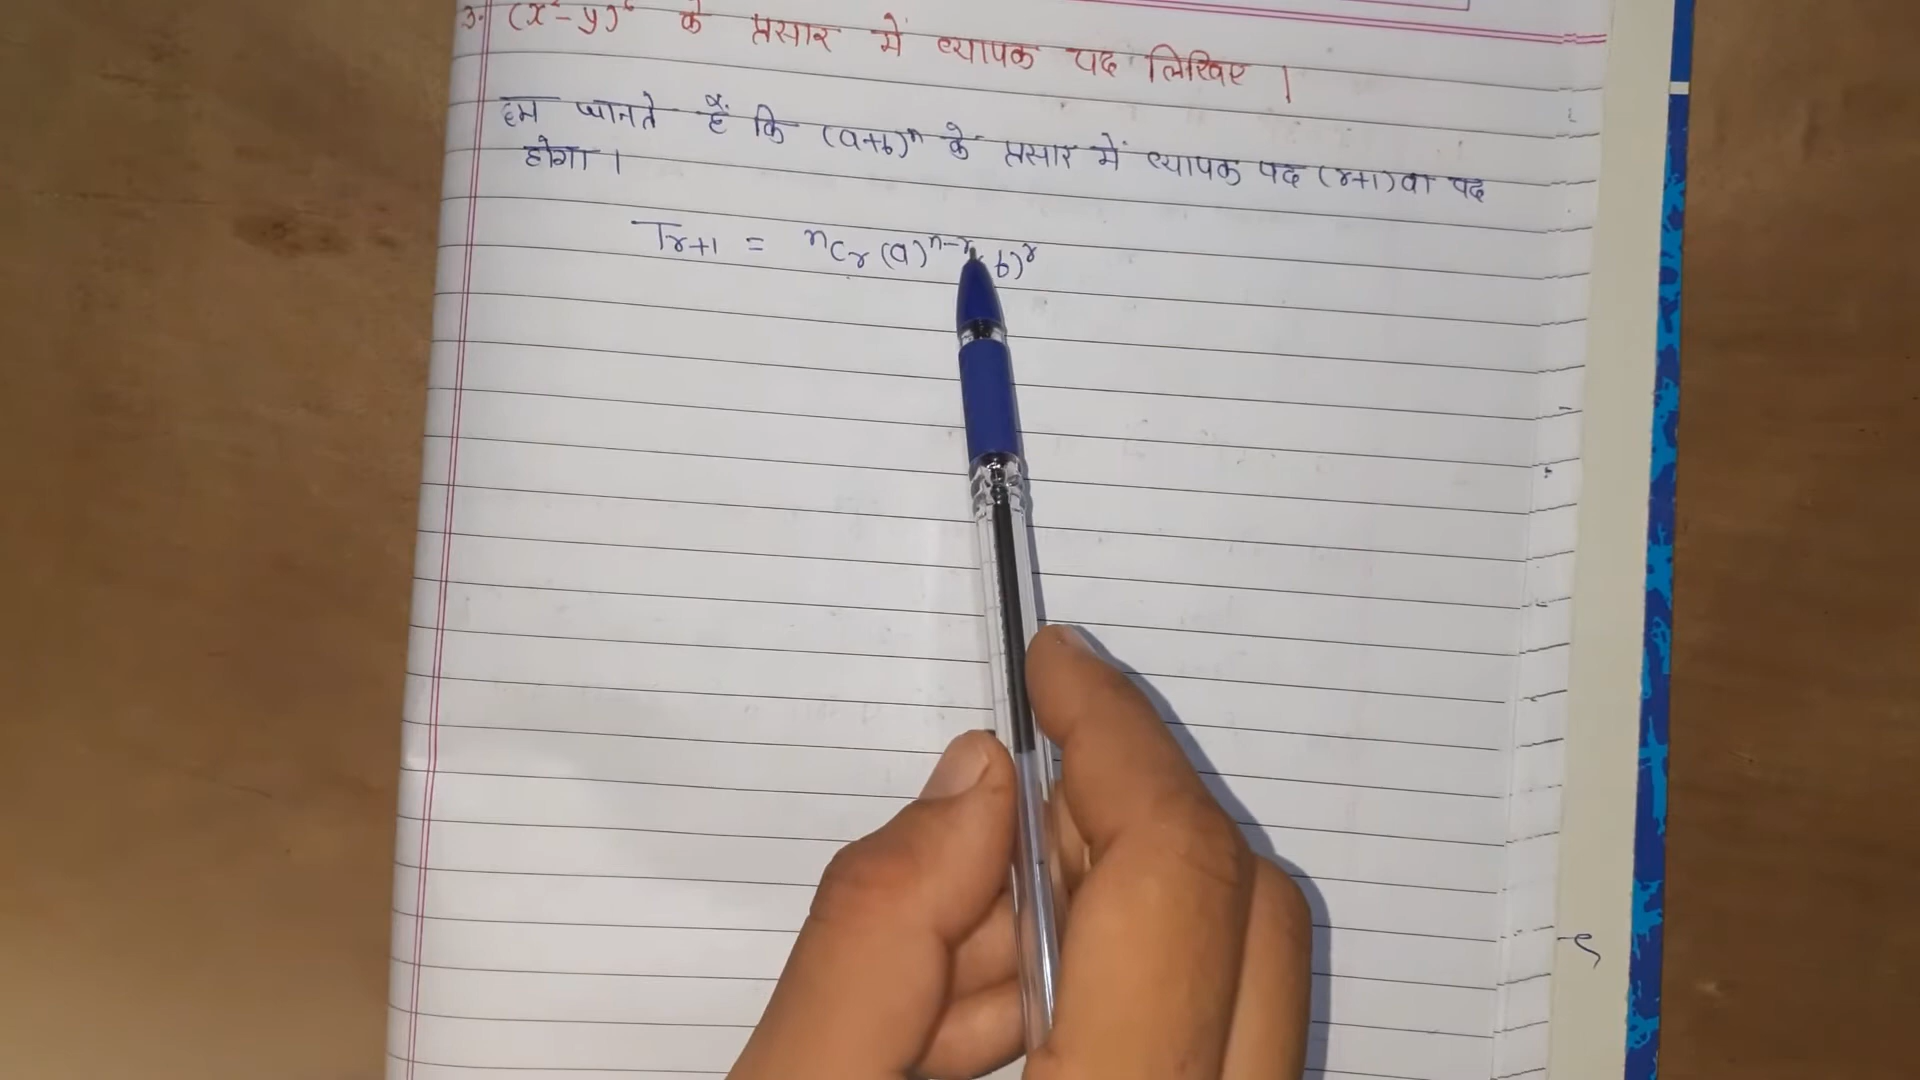 3. (x² - y)⁶ के प्रसार में व्यापक पद लिखिए |
हम जानते हैं कि (a+b)ⁿ के प्रसार में व्यापक पद (r+1) वा पद
होगा |
Tr+1 = ⁿCr (a)ⁿ⁻ʳ b)ʳ